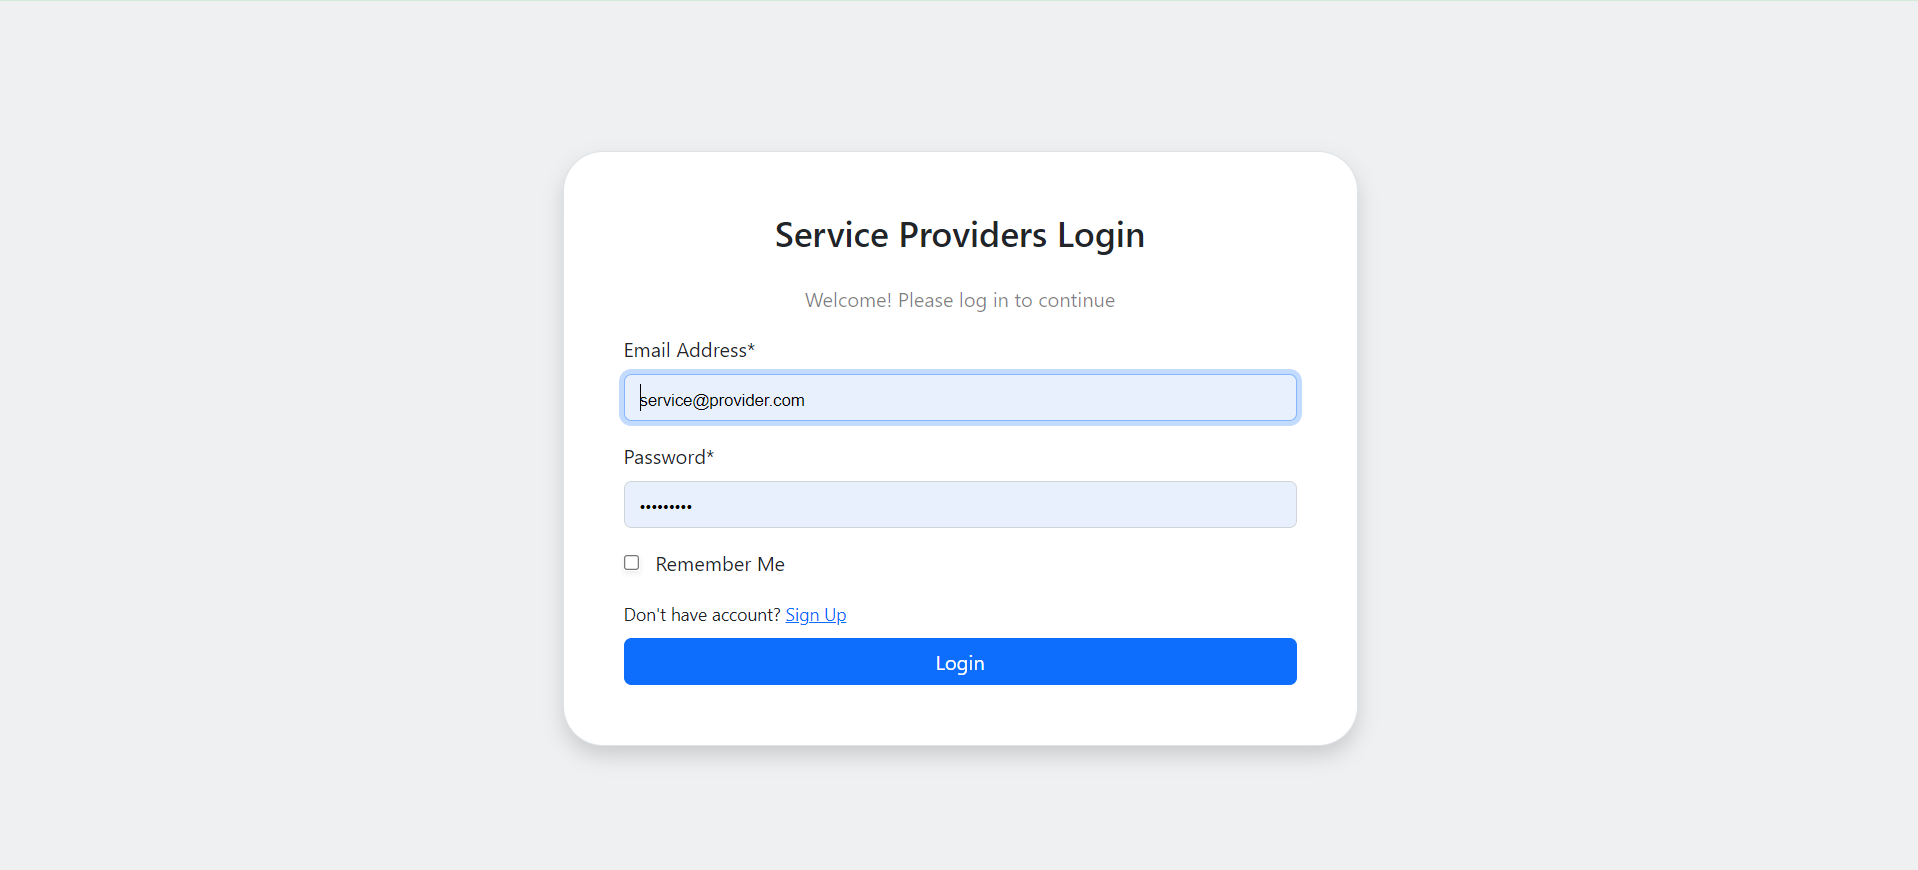 Service Providers Login
Welcome! Please log in to continue
Email Address*
service@provider.com
Password*
•••••••••
Remember Me
Don't have account? Sign Up
Login